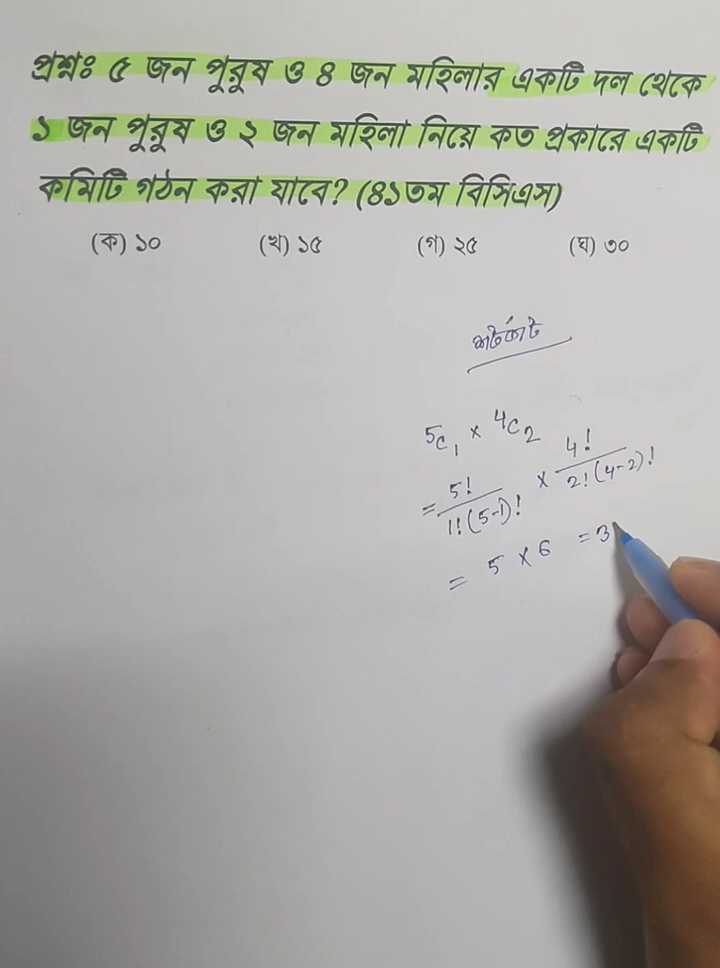 প্রশ্নঃ ৫ জন পুরুষ ও ৪ জন মহিলার একটি দল থেকে
১ জন পুরুষ ও ২ জন মহিলা নিয়ে কত প্রকারে একটি
কমিটি গঠন করা যাবে? (৪১তম বিসিএস)
(ক) ১০ (খ) ১৫ (গ) ২৫ (ঘ) ৩০
শর্টকাট
⁵C₁ × ⁴C₂
= 5!/1!(5-1)! × 4!/2!(4-2)!
= 5 × 6 = 3